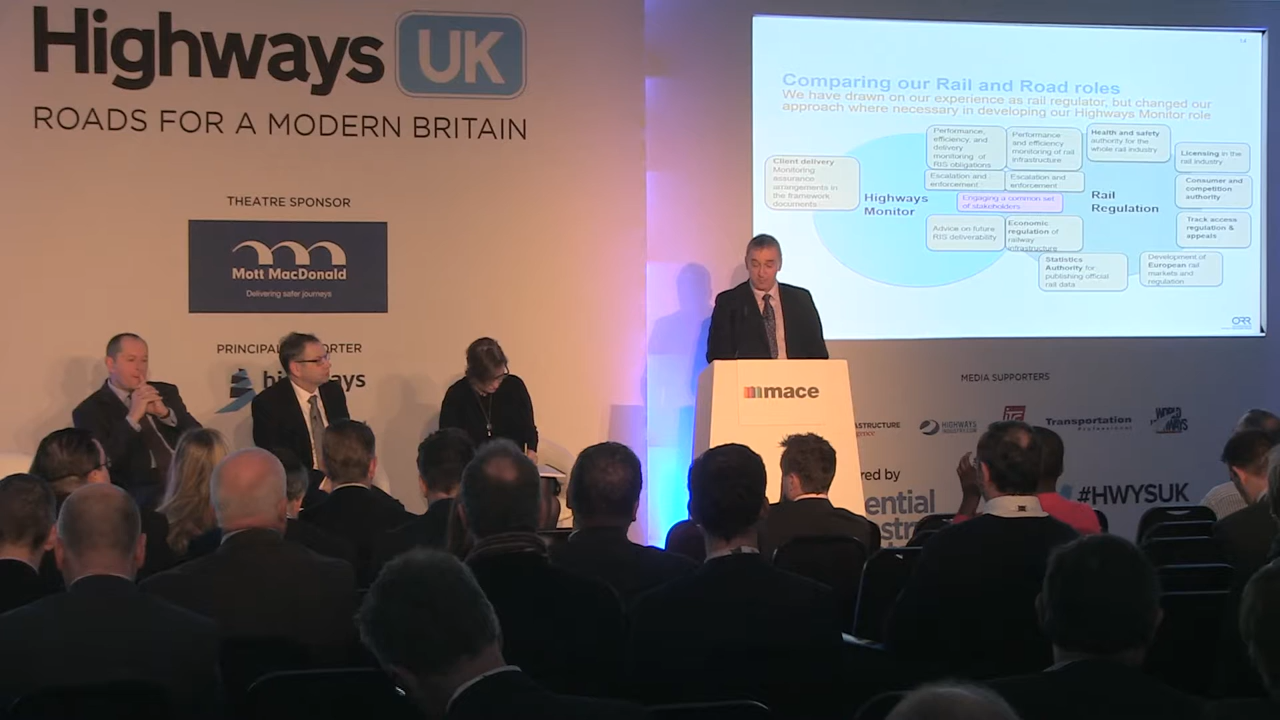 Highways UK
ROADS FOR A MODERN BRITAIN
THEATRE SPONSOR
Mott MacDonald
Delivering safer journeys
14
Comparing our Rail and Road roles
We have drawn on our experience as rail regulator, but changed our
approach where necessary in developing our Highways Monitor role
Client delivery
Monitoring
assurance
arrangements in
the framework
documents
Highways
Monitor
Performance,
efficiency, and
delivery
monitoring of
RIS obligations
Performance
and efficiency
monitoring of rail
infrastructure
Escalation and
enforcement
Escalation and
enforcement
Engaging a common set
of stakeholders
Advice on future
RIS deliverability
Economic
regulation of
railway
infrastructure
Health and safety
authority for the
whole rail industry
Licensing in the
rail industry
Consumer and
competition
authority
Rail
Regulation
Track access
regulation &
appeals
Statistics
Authority for
publishing official
rail data
Development of
European rail
markets and
regulation
ORR
mace
MEDIA SUPPORTERS
HIGHWAYS
Transportation
Professional
WORLD
#HWYSUK